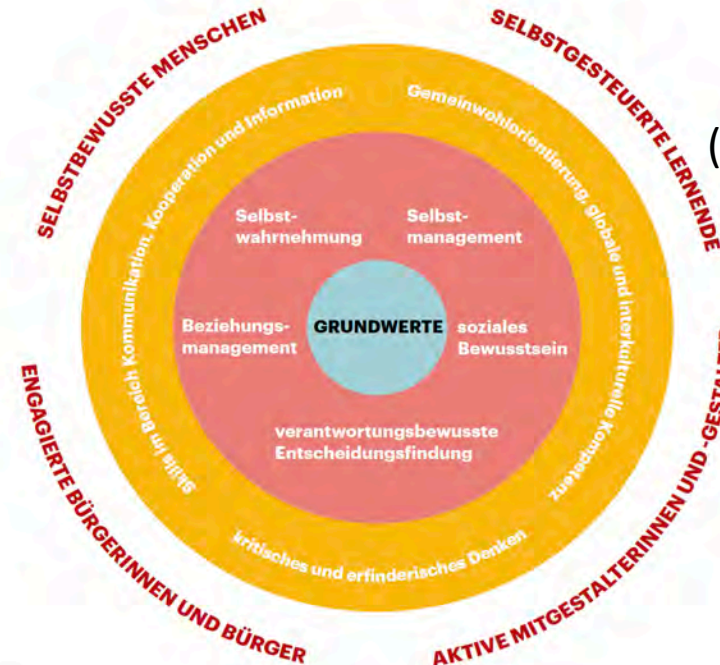 SELBSTBEWUSSTE MENSCHEN
SELBSTGESTEUERTE LERNENDE
(
Skills im Bereich Kommunikation, Kooperation und Information
Gemeinwohlorientierung, globale und interkulturelle Kompetenz
Selbst-
wahrnehmung
Selbst-
management
Beziehungs-
management
GRUNDWERTE
soziales
Bewusstsein
verantwortungsbewusste
Entscheidungsfindung
kritisches und erfinderisches Denken
ENGAGIERTE BÜRGERINNEN UND BÜRGER
AKTIVE MITGESTALTERINNEN UND